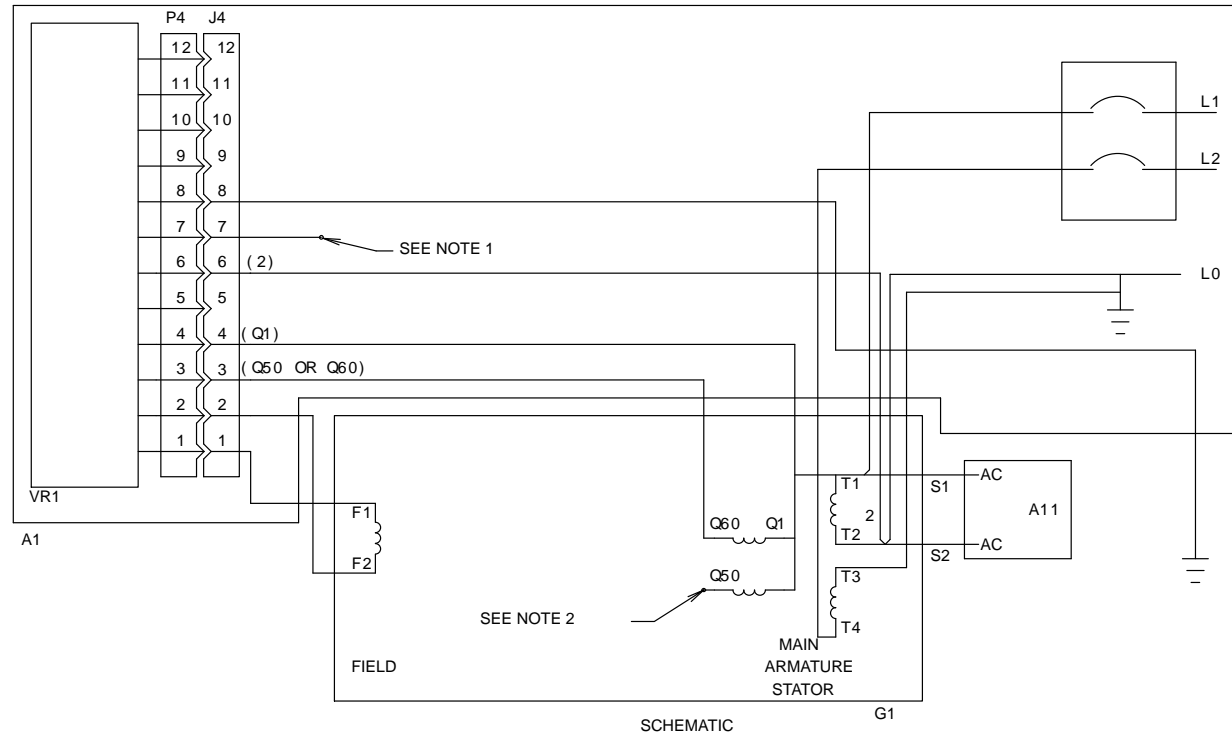 P4 J4
12 12
11 11
10 10
9 9
8 8
7 7
SEE NOTE 1
6 6 (2)
5 5
4 4 (Q1)
3 3 (Q50 OR Q60)
2 2
1 1
VR1
A1
L1
L2
L0
F1
F2
FIELD
Q60 Q1
Q50
SEE NOTE 2
T1
2
T2
T3
T4
MAIN
ARMATURE
STATOR
S1
S2
AC
A11
AC
G1
SCHEMATIC